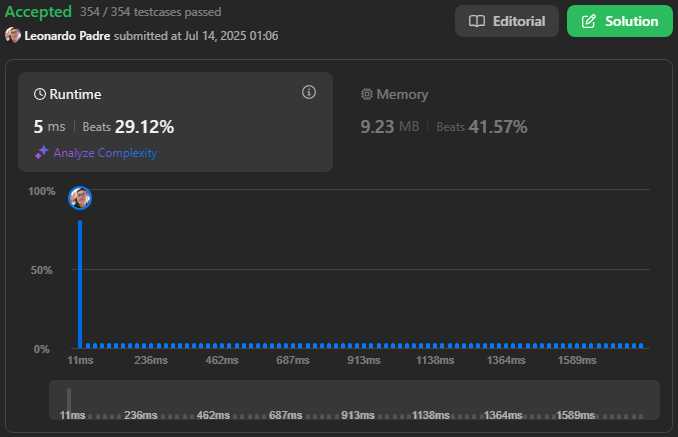 Accepted 354 / 354 testcases passed
Leonardo Padre submitted at Jul 14, 2025 01:06
Editorial
Solution
Runtime
5 ms | Beats 29.12%
Analyze Complexity
Memory
9.23 MB | Beats 41.57%
100%
50%
0%
11ms 236ms 462ms 687ms 913ms 1138ms 1364ms 1589ms
11ms 236ms 462ms 687ms 913ms 1138ms 1364ms 1589ms